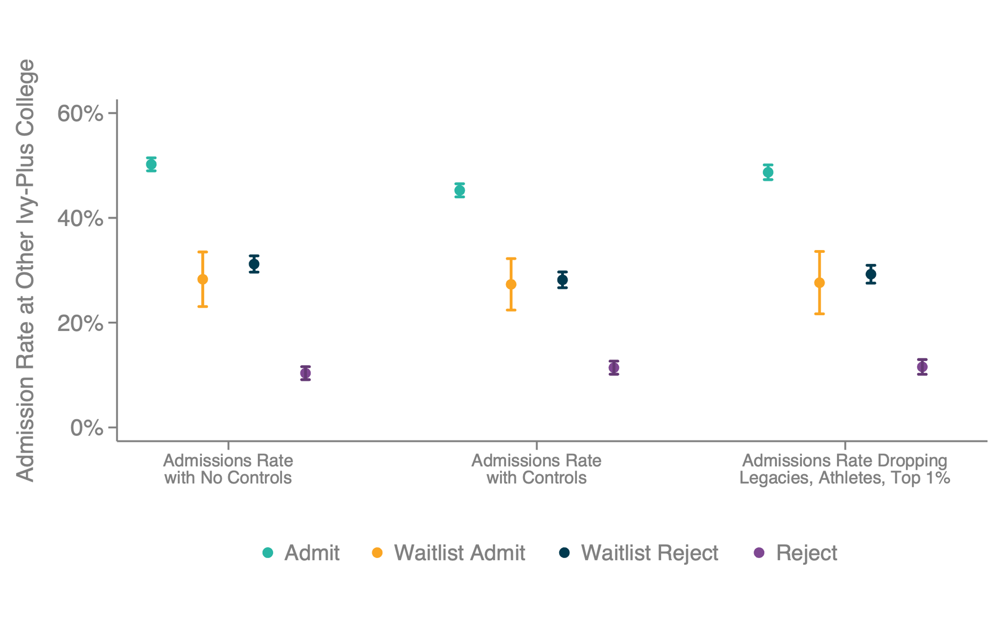 Admission Rate at Other Ivy-Plus College
60%
40%
20%
0%
Admissions Rate
with No Controls
Admissions Rate
with Controls
Admissions Rate Dropping
Legacies, Athletes, Top 1%
Admit
Waitlist Admit
Waitlist Reject
Reject